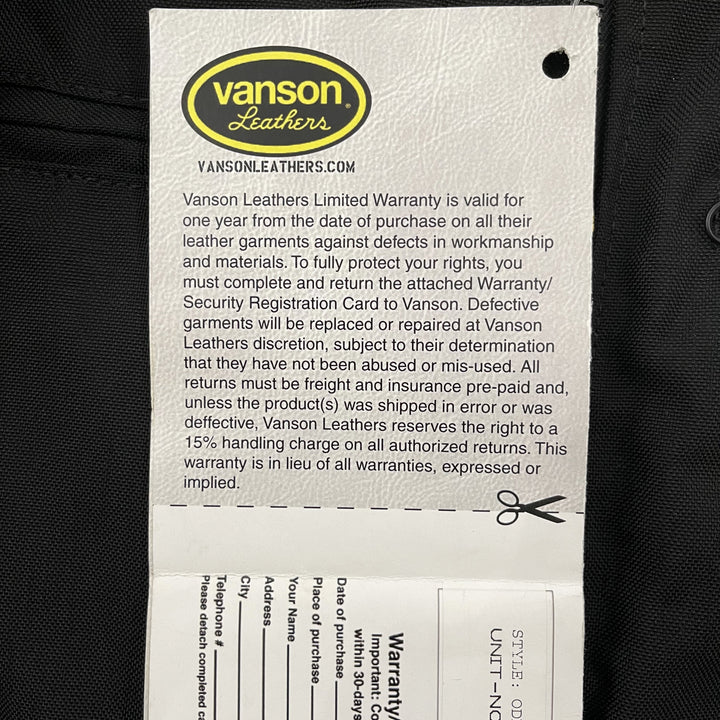 vanson®
Leathers
VANSONLEATHERS.COM
Vanson Leathers Limited Warranty is valid for
one year from the date of purchase on all their
leather garments against defects in workmanship
and materials. To fully protect your rights, you
must complete and return the attached Warranty/
Security Registration Card to Vanson. Defective
garments will be replaced or repaired at Vanson
Leathers discretion, subject to their determination
that they have not been abused or mis-used. All
returns must be freight and insurance pre-paid and,
unless the product(s) was shipped in error or was
deffective, Vanson Leathers reserves the right to a
15% handling charge on all authorized returns. This
warranty is in lieu of all warranties, expressed or
implied.
STYLE: OD
UNIT-NO
Warranty/
Important: Co
within 30-days
Date of purchase
Place of purchase
Your Name
Address
City
Telephone #
Please detach completed